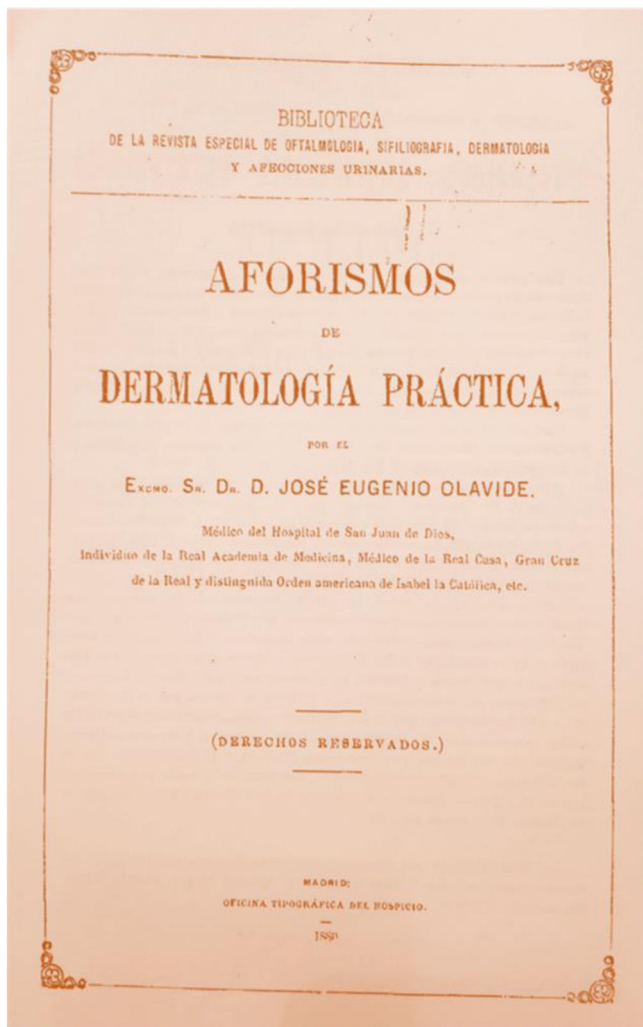 BIBLIOTECA
DE LA REVISTA ESPECIAL DE OFTALMOLOGIA, SIFILIOGRAFIA, DERMATOLOGIA
Y AFECCIONES URINARIAS.
AFORISMOS
DE
DERMATOLOGÍA PRÁCTICA,
POR EL
EXCMO. SR. DR. D. JOSÉ EUGENIO OLAVIDE.
Médico del Hospital de San Juan de Dios,
Individuo de la Real Academia de Medicina, Médico de la Real Casa, Gran Cruz
de la Real y distinguida Orden americana de Isabel la Católica, etc.
(DERECHOS RESERVADOS.)
MADRID:
OFICINA TIPOGRÁFICA DEL HOSPICIO.
1880